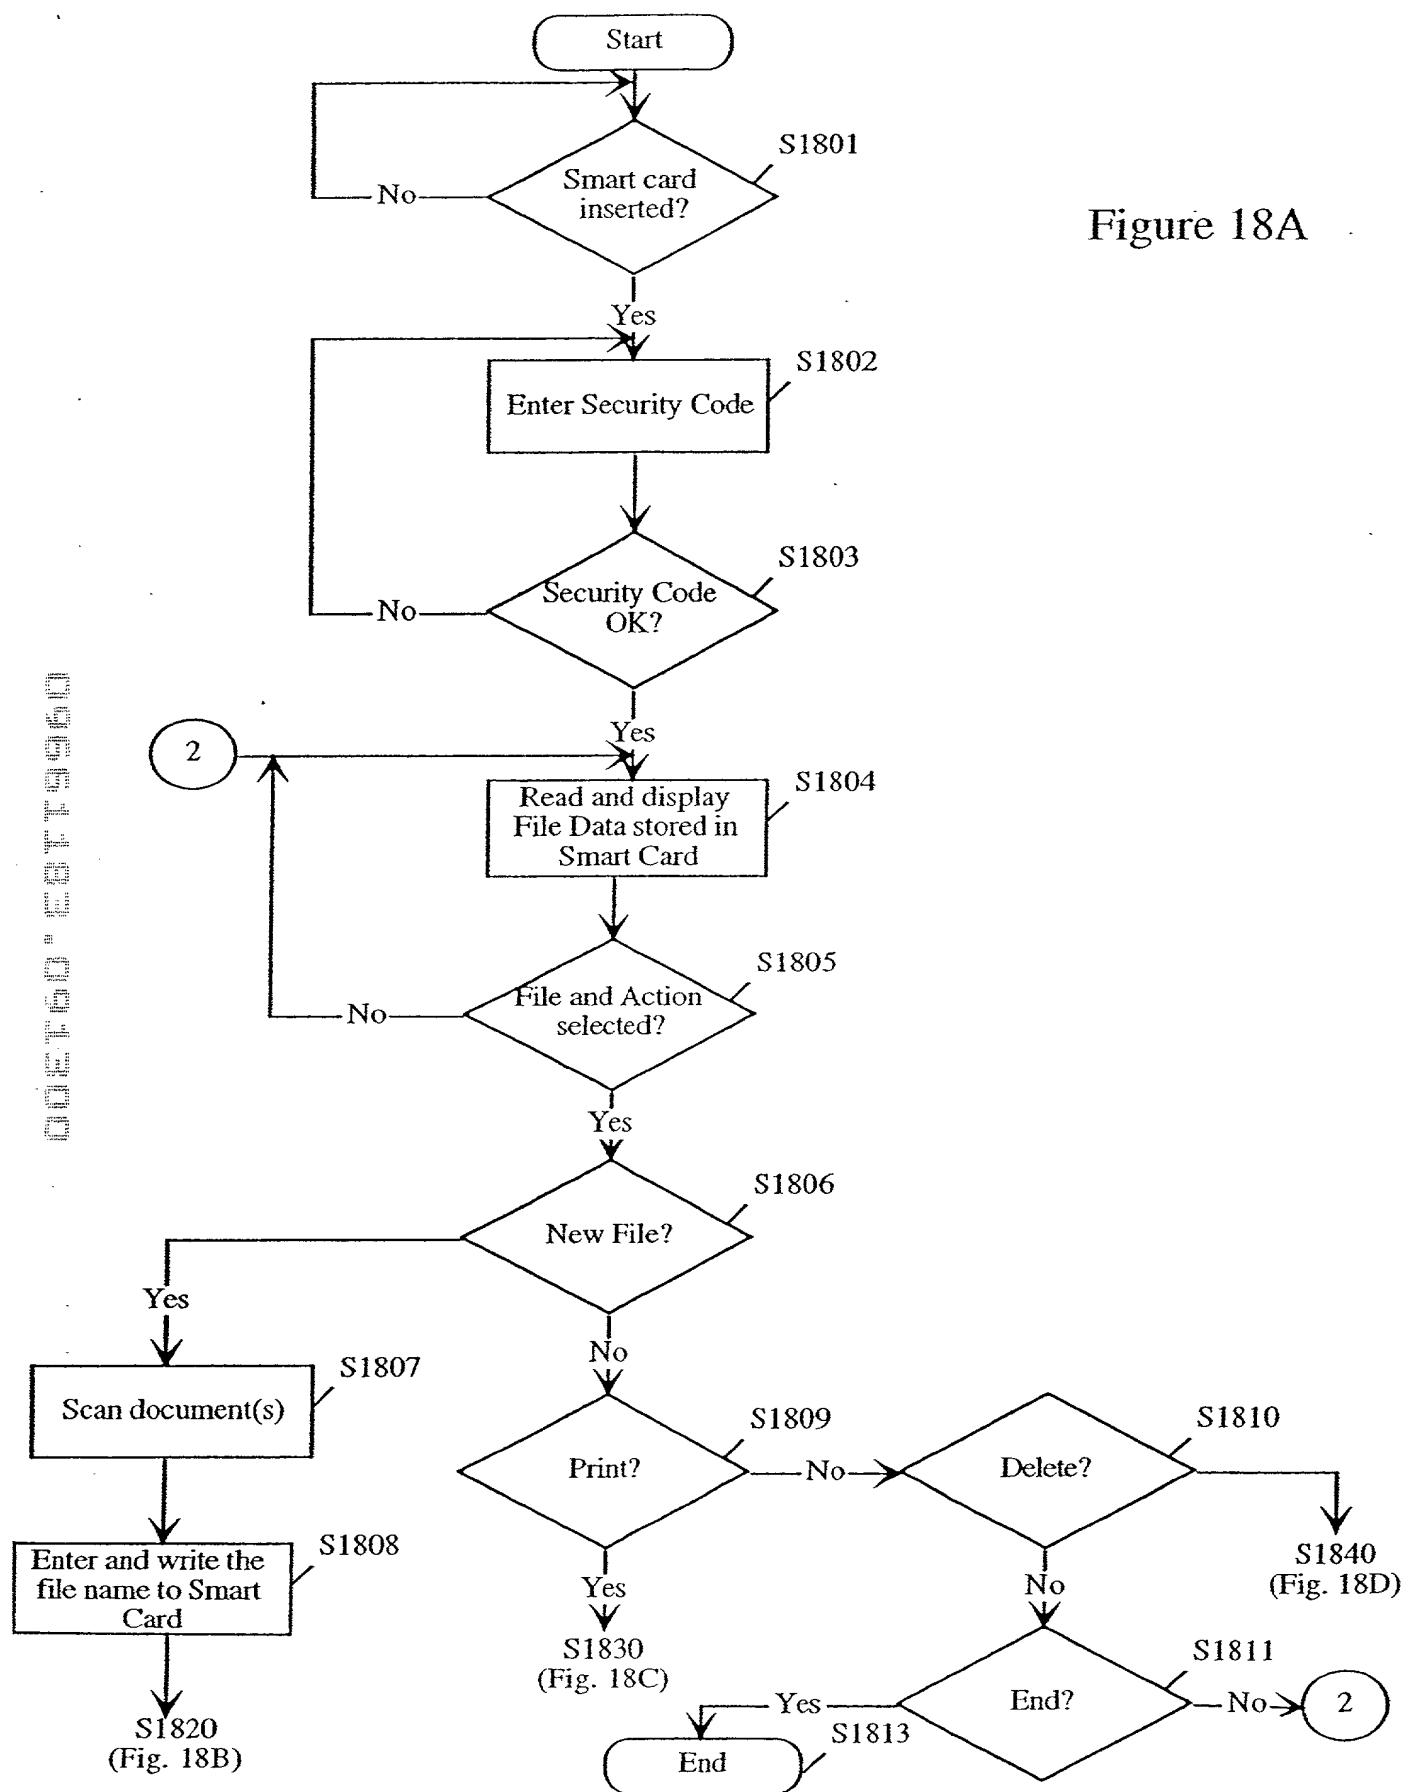 Start
S1801
Smart card
inserted?
No
Figure 18A
Yes
S1802
Enter Security Code
S1803
Security Code
OK?
No
Yes
2
S1804
Read and display
File Data stored in
Smart Card
S1805
File and Action
selected?
No
Yes
S1806
New File?
Yes
No
S1807
Scan document(s)
S1809
Print?
No
S1810
Delete?
S1808
Enter and write the
file name to Smart
Card
Yes
No
S1840
(Fig. 18D)
S1830
(Fig. 18C)
S1811
End?
Yes
No
2
S1820
(Fig. 18B)
S1813
End